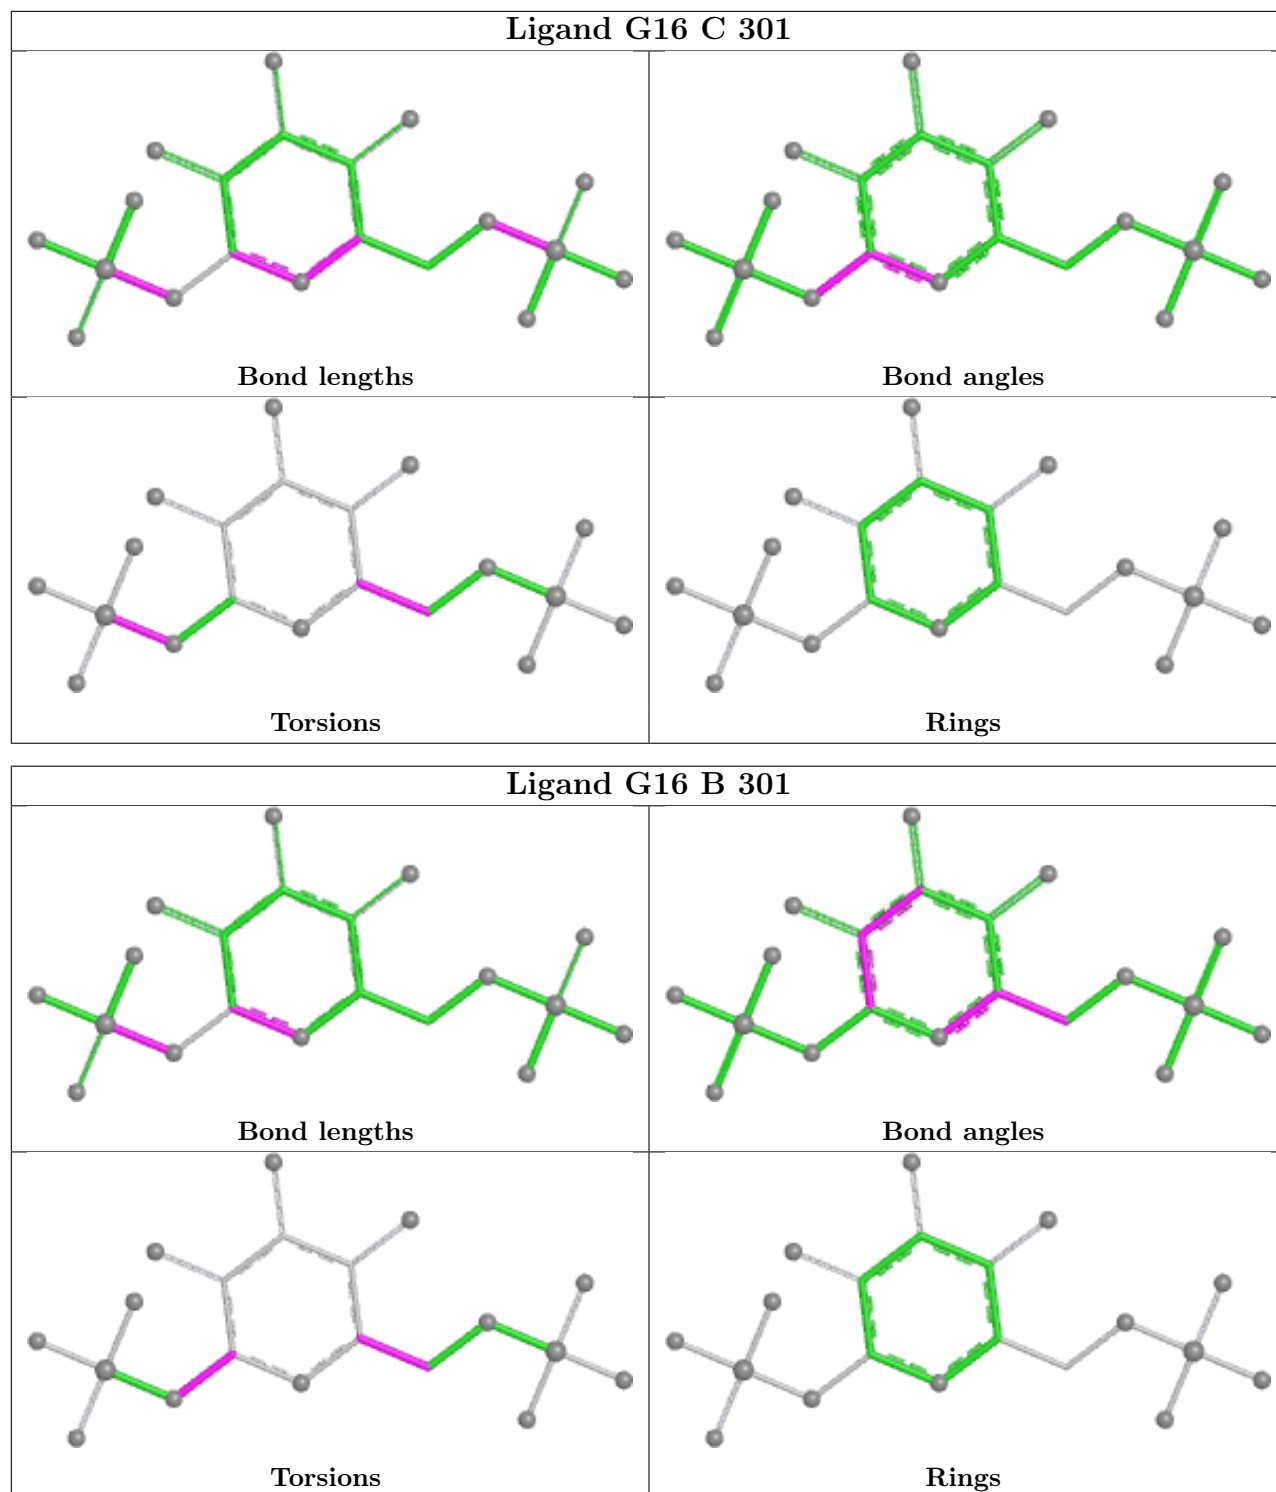 Ligand G16 C 301
Bond lengths
Bond angles
Torsions
Rings
Ligand G16 B 301
Bond lengths
Bond angles
Torsions
Rings